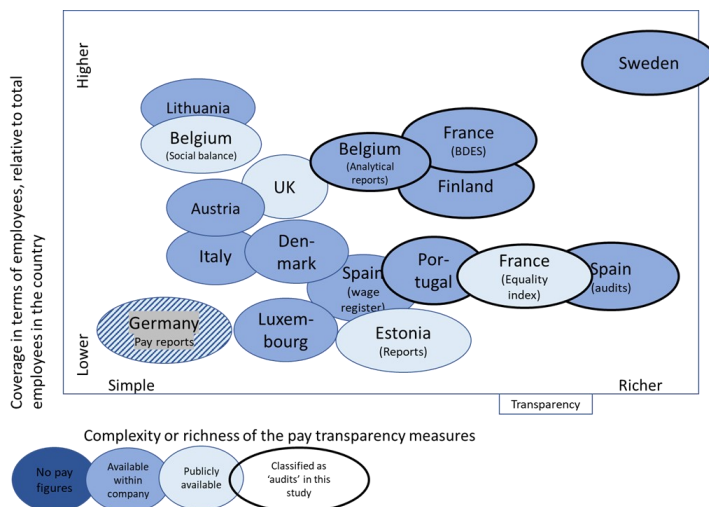 Higher
Sweden
Lithuania
Belgium
(Social balance)
France
(BDES)
Belgium
(Analytical
reports)
UK
Finland
Austria
Italy
Den-
mark
Spain
(wage
register)
Por-
tugal
France
(Equality
index)
Spain
(audits)
Germany
Pay reports
Luxem-
bourg
Estonia
(Reports)
Coverage in terms of employees, relative to total
employees in the country
Lower
Simple
Richer
Transparency
Complexity or richness of the pay transparency measures
No pay
figures
Available
within
company
Publicly
available
Classified as
‘audits’ in this
study